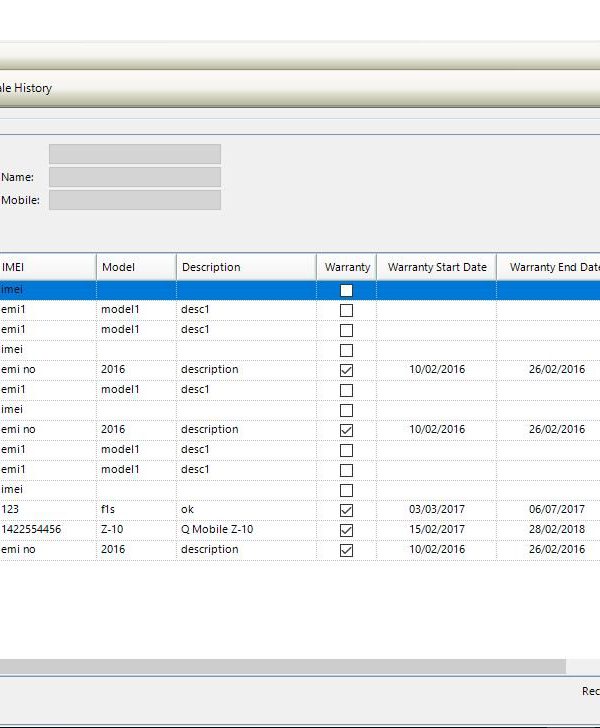 ale History
Name:
Mobile:
IMEI Model Description Warranty Warranty Start Date Warranty End Date
imei
emi1 model1 desc1
emi1 model1 desc1
imei
emi no 2016 description 10/02/2016 26/02/2016
emi1 model1 desc1
imei
emi no 2016 description 10/02/2016 26/02/2016
emi1 model1 desc1
emi1 model1 desc1
imei
123 f1s ok 03/03/2017 06/07/2017
1422554456 Z-10 Q Mobile Z-10 15/02/2017 28/02/2018
emi no 2016 description 10/02/2016 26/02/2016
Rec